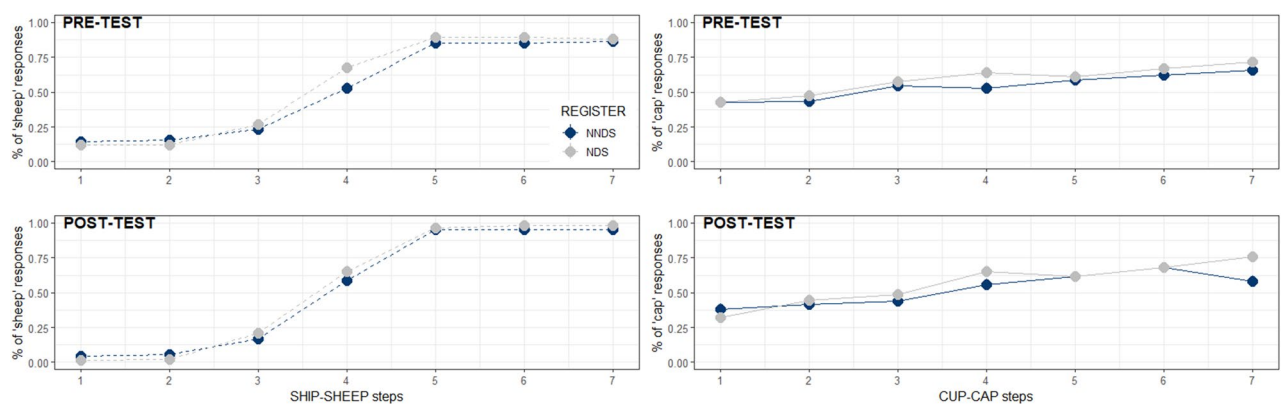 PRE-TEST
% of 'sheep' responses
1.00
0.75
0.50
0.25
0.00
1 2 3 4 5 6 7
REGISTER
NNDS
NDS
PRE-TEST
% of 'cap' responses
1.00
0.75
0.50
0.25
0.00
1 2 3 4 5 6 7
POST-TEST
% of 'sheep' responses
1.00
0.75
0.50
0.25
0.00
1 2 3 4 5 6 7
SHIP-SHEEP steps
POST-TEST
% of 'cap' responses
1.00
0.75
0.50
0.25
0.00
1 2 3 4 5 6 7
CUP-CAP steps